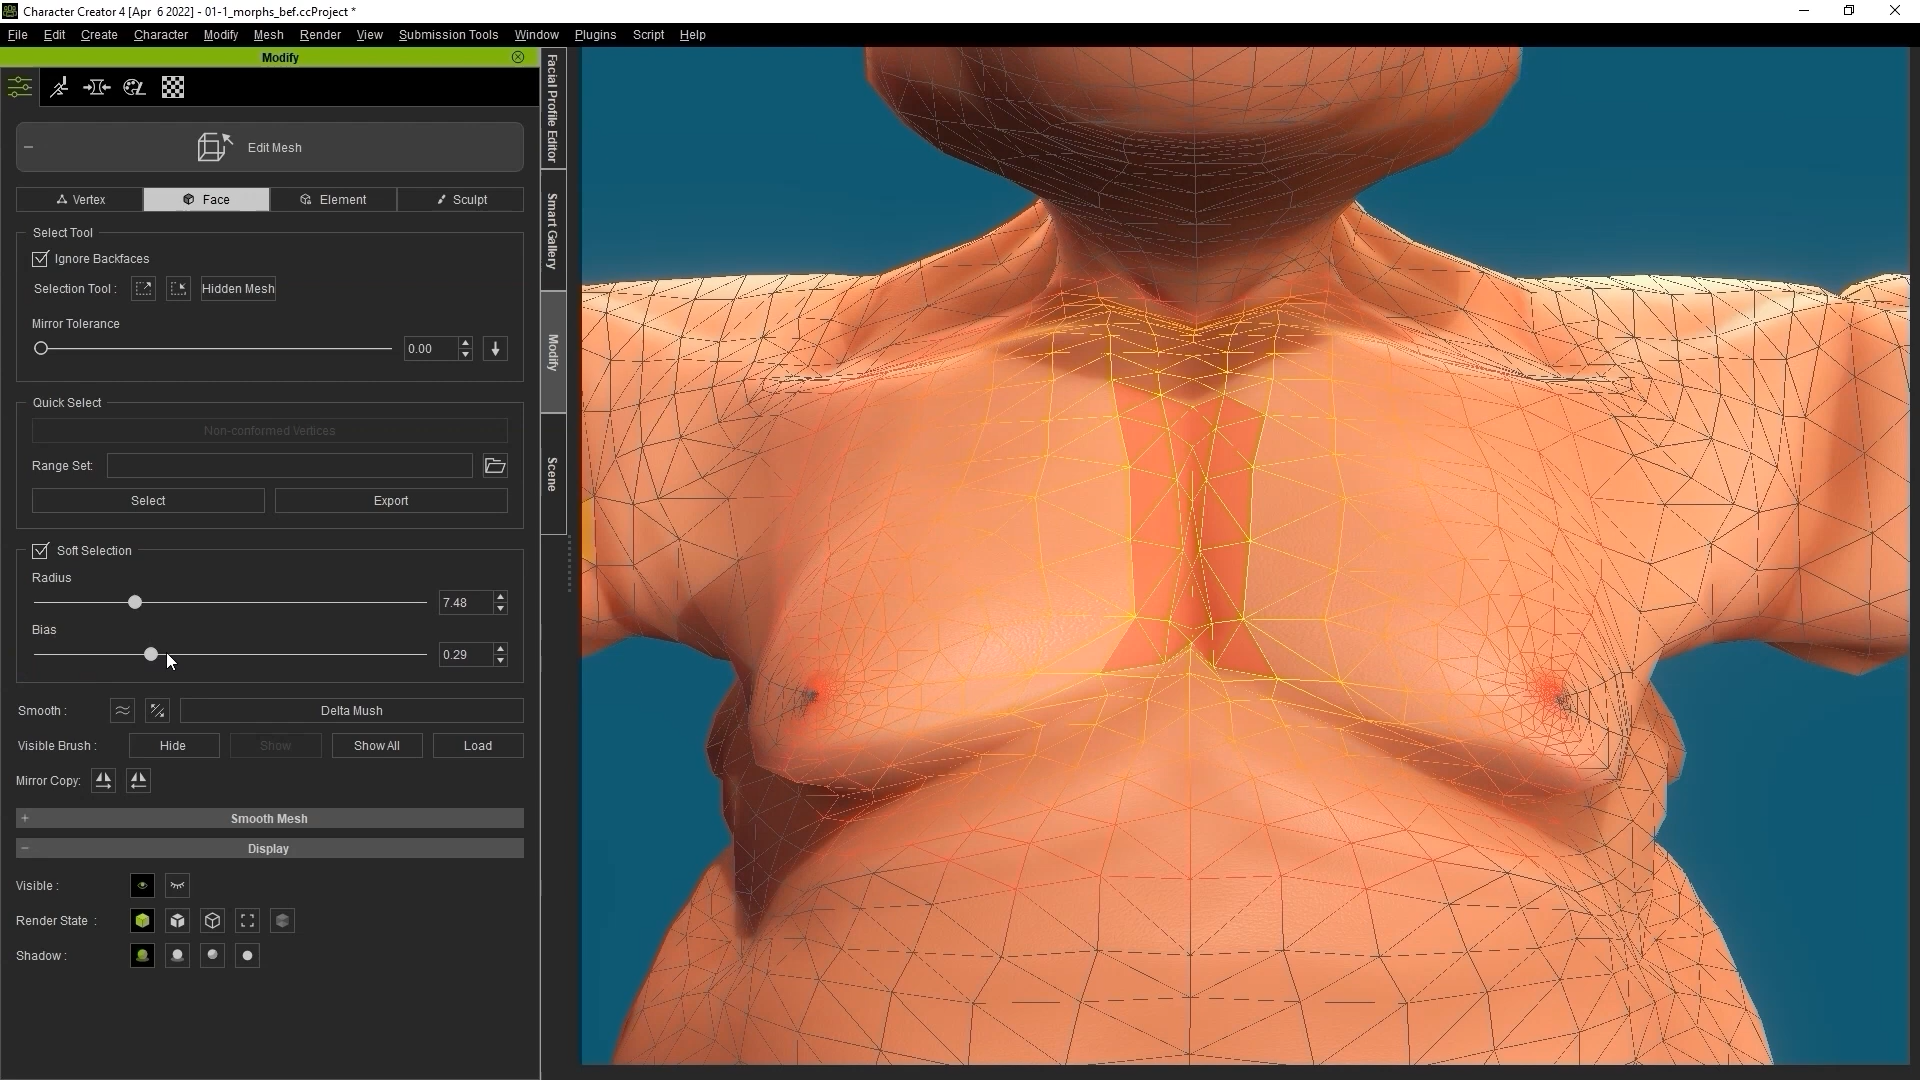 Character Creator 4 [Apr  6 2022] - 01-1_morphs_bef.ccProject *
File Edit Create Character Modify Mesh Render View Submission Tools Window Plugins Script Help
Modify
Edit Mesh
Vertex Face Element Sculpt
Select Tool
Ignore Backfaces
Selection Tool : Hidden Mesh
Mirror Tolerance
0.00
Quick Select
Non-conformed Vertices
Range Set:
Select Export
Soft Selection
Radius
7.48
Bias
0.29
Smooth : Delta Mush
Visible Brush : Hide Show Show All Load
Mirror Copy:
+ Smooth Mesh
− Display
Visible :
Render State :
Shadow :
Facial Profile Editor
Smart Gallery
Modify
Scene